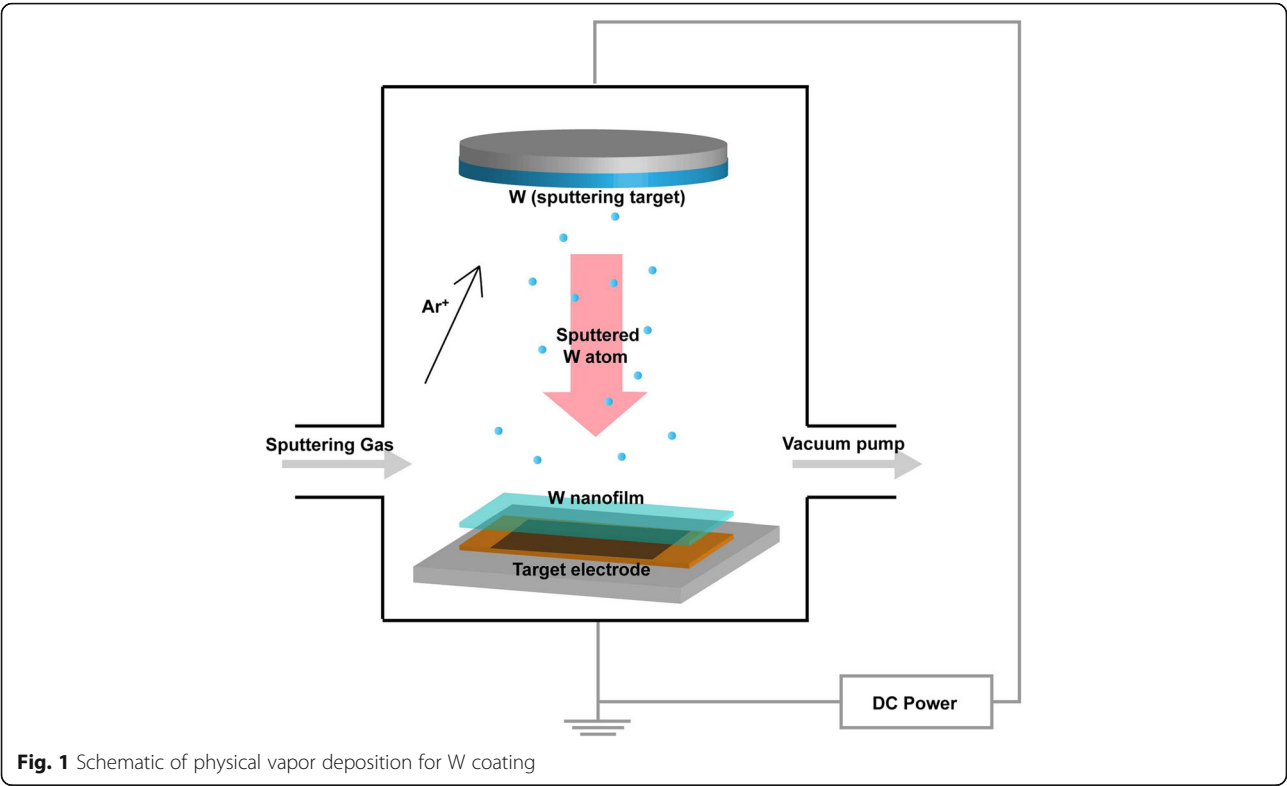 W (sputtering target)
Ar+
Sputtered
W atom
Sputtering Gas
Vacuum pump
W nanofilm
Target electrode
DC Power
Fig. 1 Schematic of physical vapor deposition for W coating